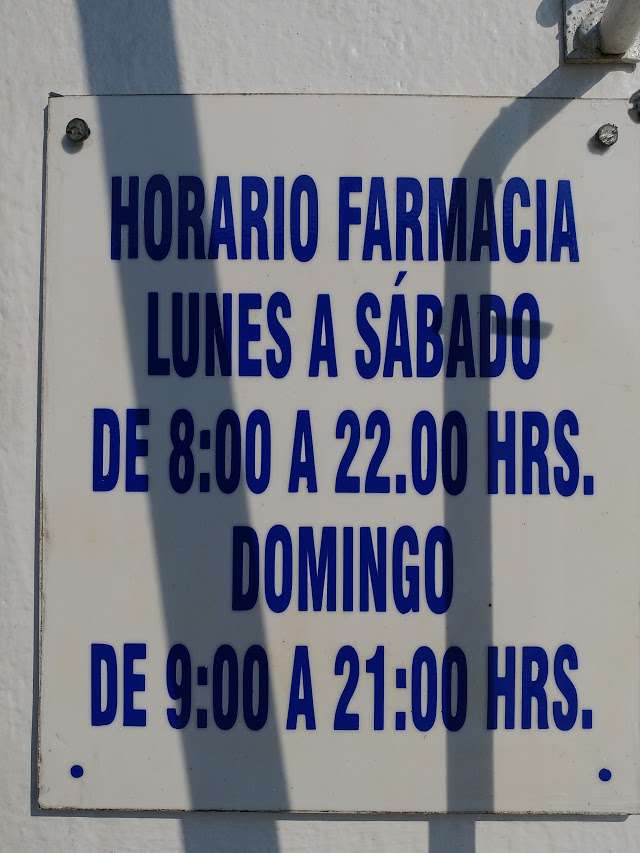 HORARIO FARMACIA
LUNES A SÁBADO
DE 8:00 A 22.00 HRS.
DOMINGO
DE 9:00 A 21:00 HRS.